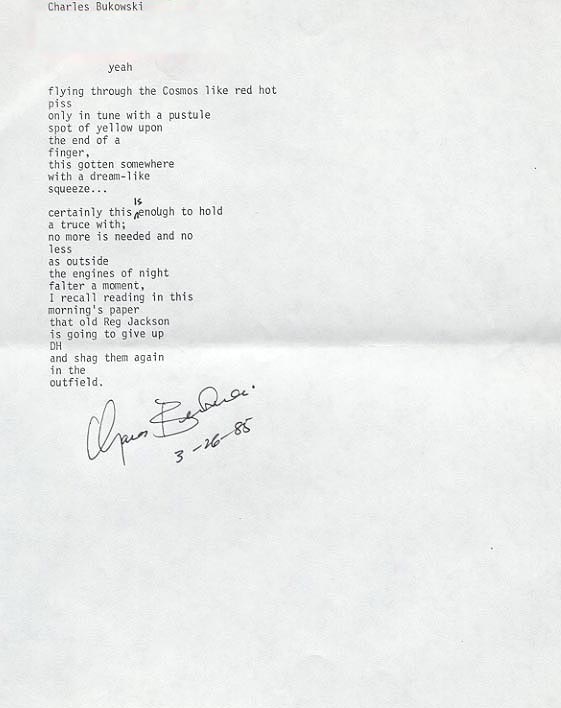 Charles Bukowski
yeah
flying through the Cosmos like red hot
piss
only in tune with a pustule
spot of yellow upon
the end of a
finger,
this gotten somewhere
with a dream-like
squeeze...
certainly this is enough to hold
a truce with;
no more is needed and no
less
as outside
the engines of night
falter a moment,
I recall reading in this
morning's paper
that old Reg Jackson
is going to give up
DH
and shag them again
in the
outfield.
Charles Bukowski
3-26-85